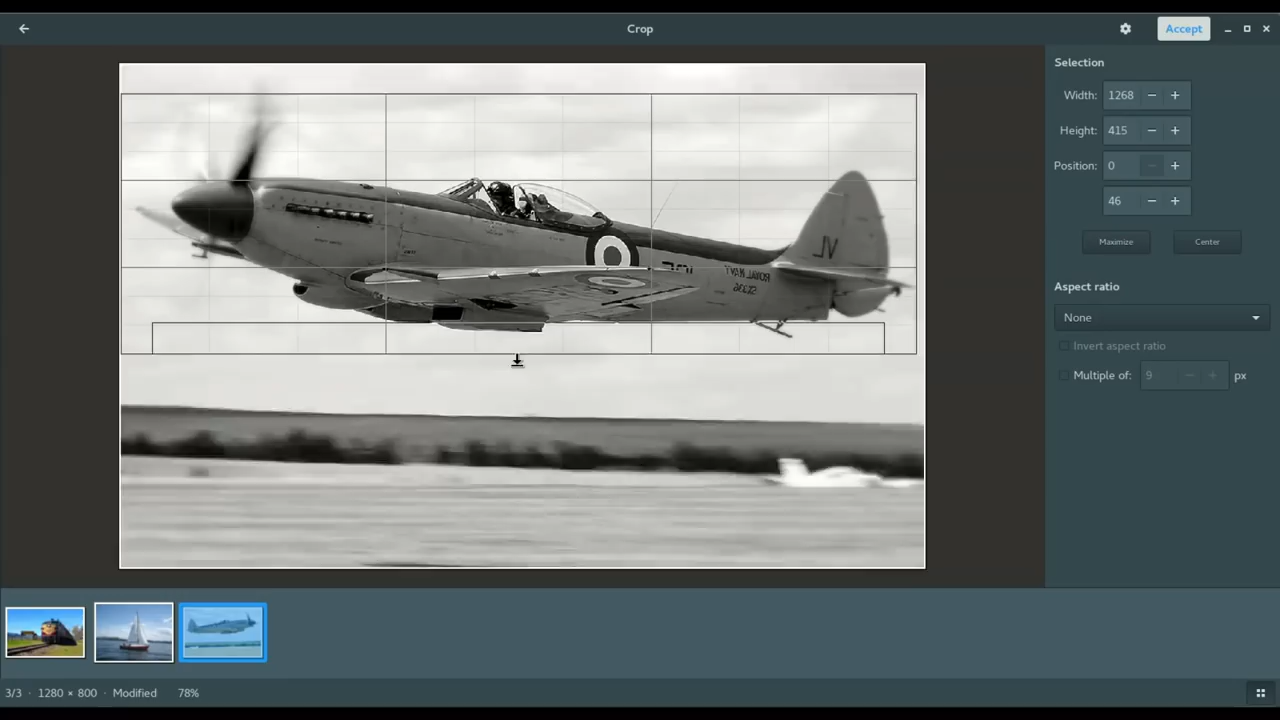 Crop
Accept
Selection
Width: 1268
Height: 415
Position: 0
46
Maximize
Center
Aspect ratio
None
Invert aspect ratio
Multiple of: 9 px
3/3 · 1280 × 800 · Modified 78%